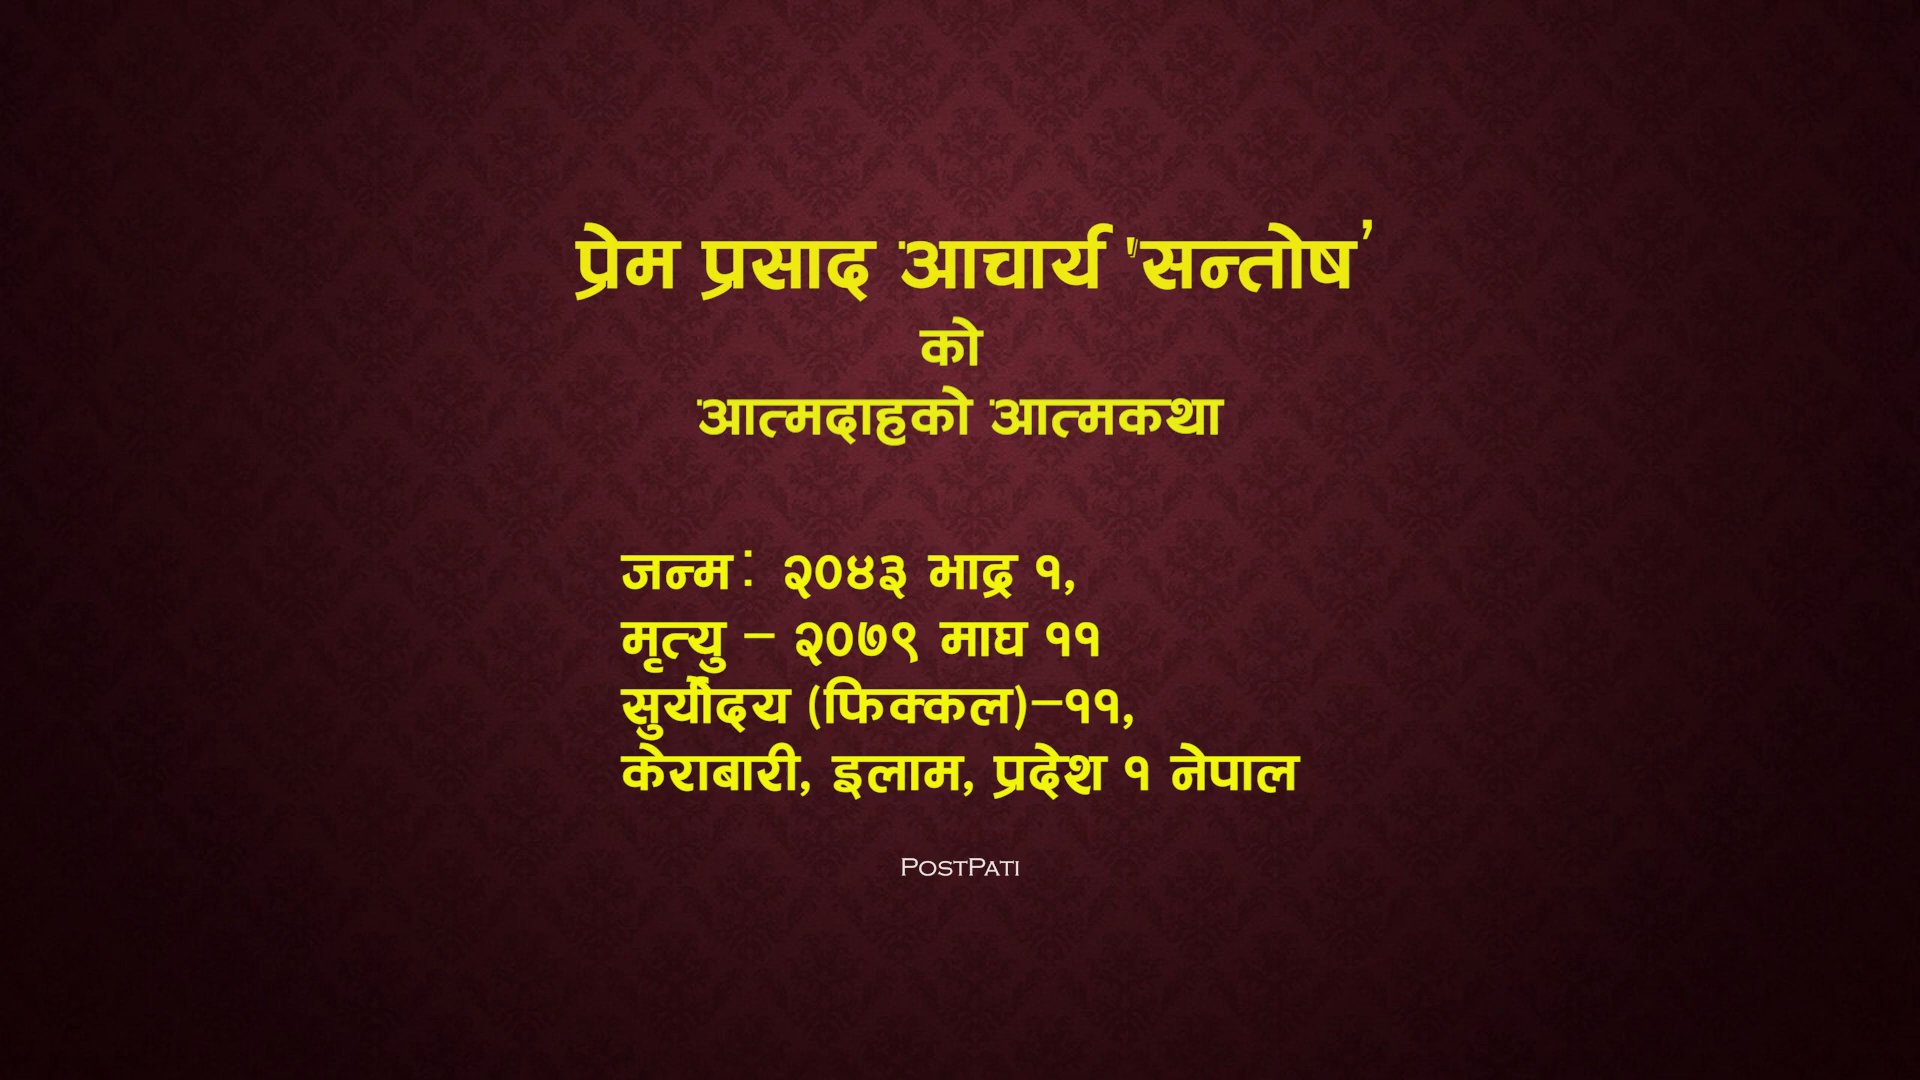 प्रेम प्रसाद आचार्य "सन्तोष’
को
आत्मदाहको आत्मकथा
जन्म: २०४३ भाद्र १,
मृत्यु – २०७९ माघ ११
सुर्योदय (फिक्कल)–११,
केराबारी, इलाम, प्रदेश १ नेपाल
PostPati